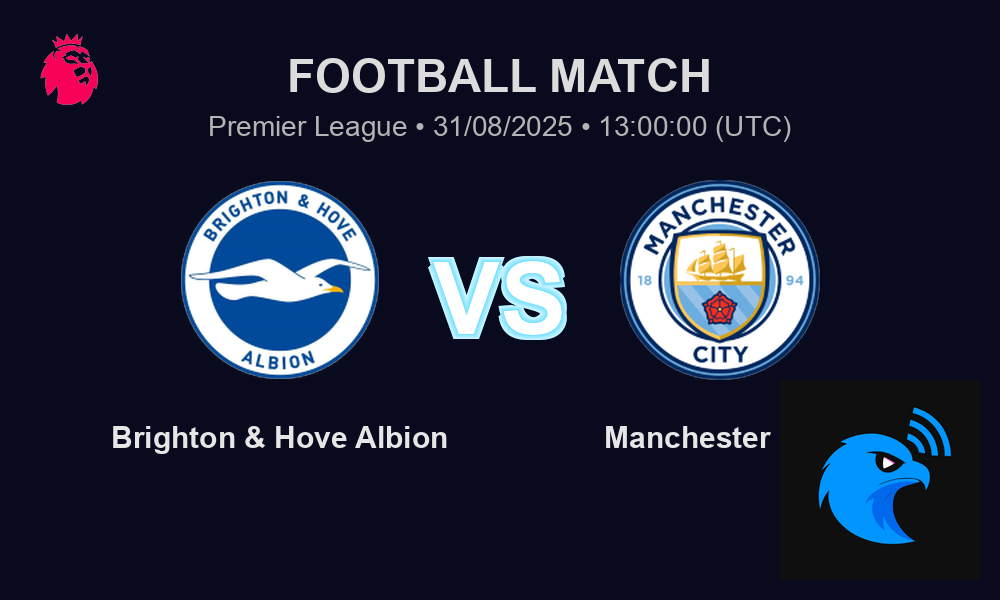 FOOTBALL MATCH
Premier League • 31/08/2025 • 13:00:00 (UTC)
BRIGHTON & HOVE
ALBION
VS
MANCHESTER
18 94
CITY
Brighton & Hove Albion
Manchester